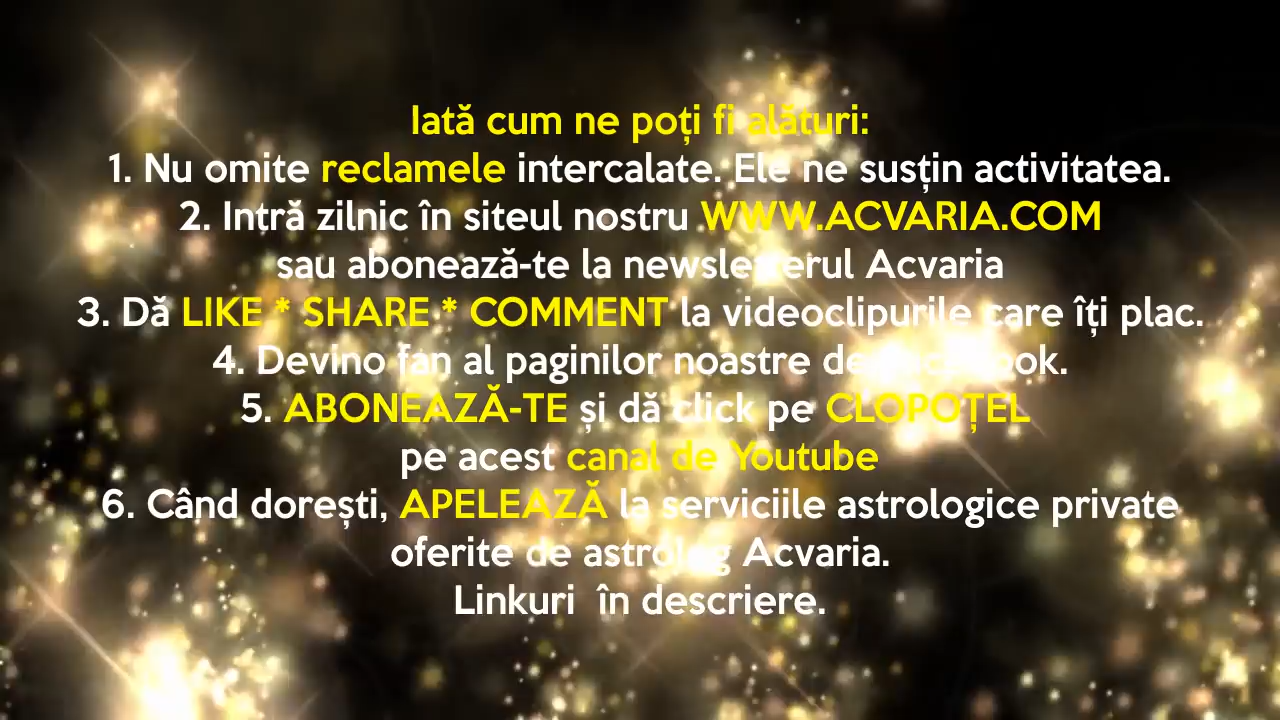 Iată cum ne poți fi alături:
1. Nu omite reclamele intercalate. Ele ne susțin activitatea.
2. Intră zilnic în siteul nostru WWW.ACVARIA.COM
sau abonează-te la newsletterul Acvaria
3. Dă LIKE * SHARE * COMMENT la videoclipurile care îți plac.
4. Devino fan al paginilor noastre de Facebook.
5. ABONEAZĂ-TE și dă click pe CLOPOȚEL
pe acest canal de Youtube
6. Când dorești, APELEAZĂ la serviciile astrologice private
oferite de astrolog Acvaria.
Linkuri în descriere.